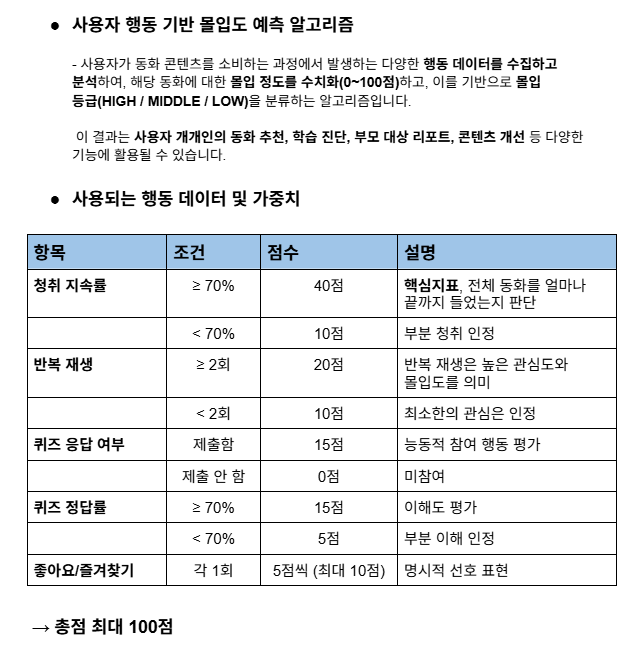 ● 사용자 행동 기반 몰입도 예측 알고리즘
- 사용자가 동화 콘텐츠를 소비하는 과정에서 발생하는 다양한 행동 데이터를 수집하고
분석하여, 해당 동화에 대한 몰입 정도를 수치화(0~100점)하고, 이를 기반으로 몰입
등급(HIGH / MIDDLE / LOW)을 분류하는 알고리즘입니다.
이 결과는 사용자 개개인의 동화 추천, 학습 진단, 부모 대상 리포트, 콘텐츠 개선 등 다양한
기능에 활용될 수 있습니다.
● 사용되는 행동 데이터 및 가중치
항목 조건 점수 설명
청취 지속률 ≥ 70% 40점 핵심지표, 전체 동화를 얼마나
끝까지 들었는지 판단
< 70% 10점 부분 청취 인정
반복 재생 ≥ 2회 20점 반복 재생은 높은 관심도와
몰입도를 의미
< 2회 10점 최소한의 관심은 인정
퀴즈 응답 여부 제출함 15점 능동적 참여 행동 평가
제출 안 함 0점 미참여
퀴즈 정답률 ≥ 70% 15점 이해도 평가
< 70% 5점 부분 이해 인정
좋아요/즐겨찾기 각 1회 5점씩 (최대 10점) 명시적 선호 표현
→ 총점 최대 100점